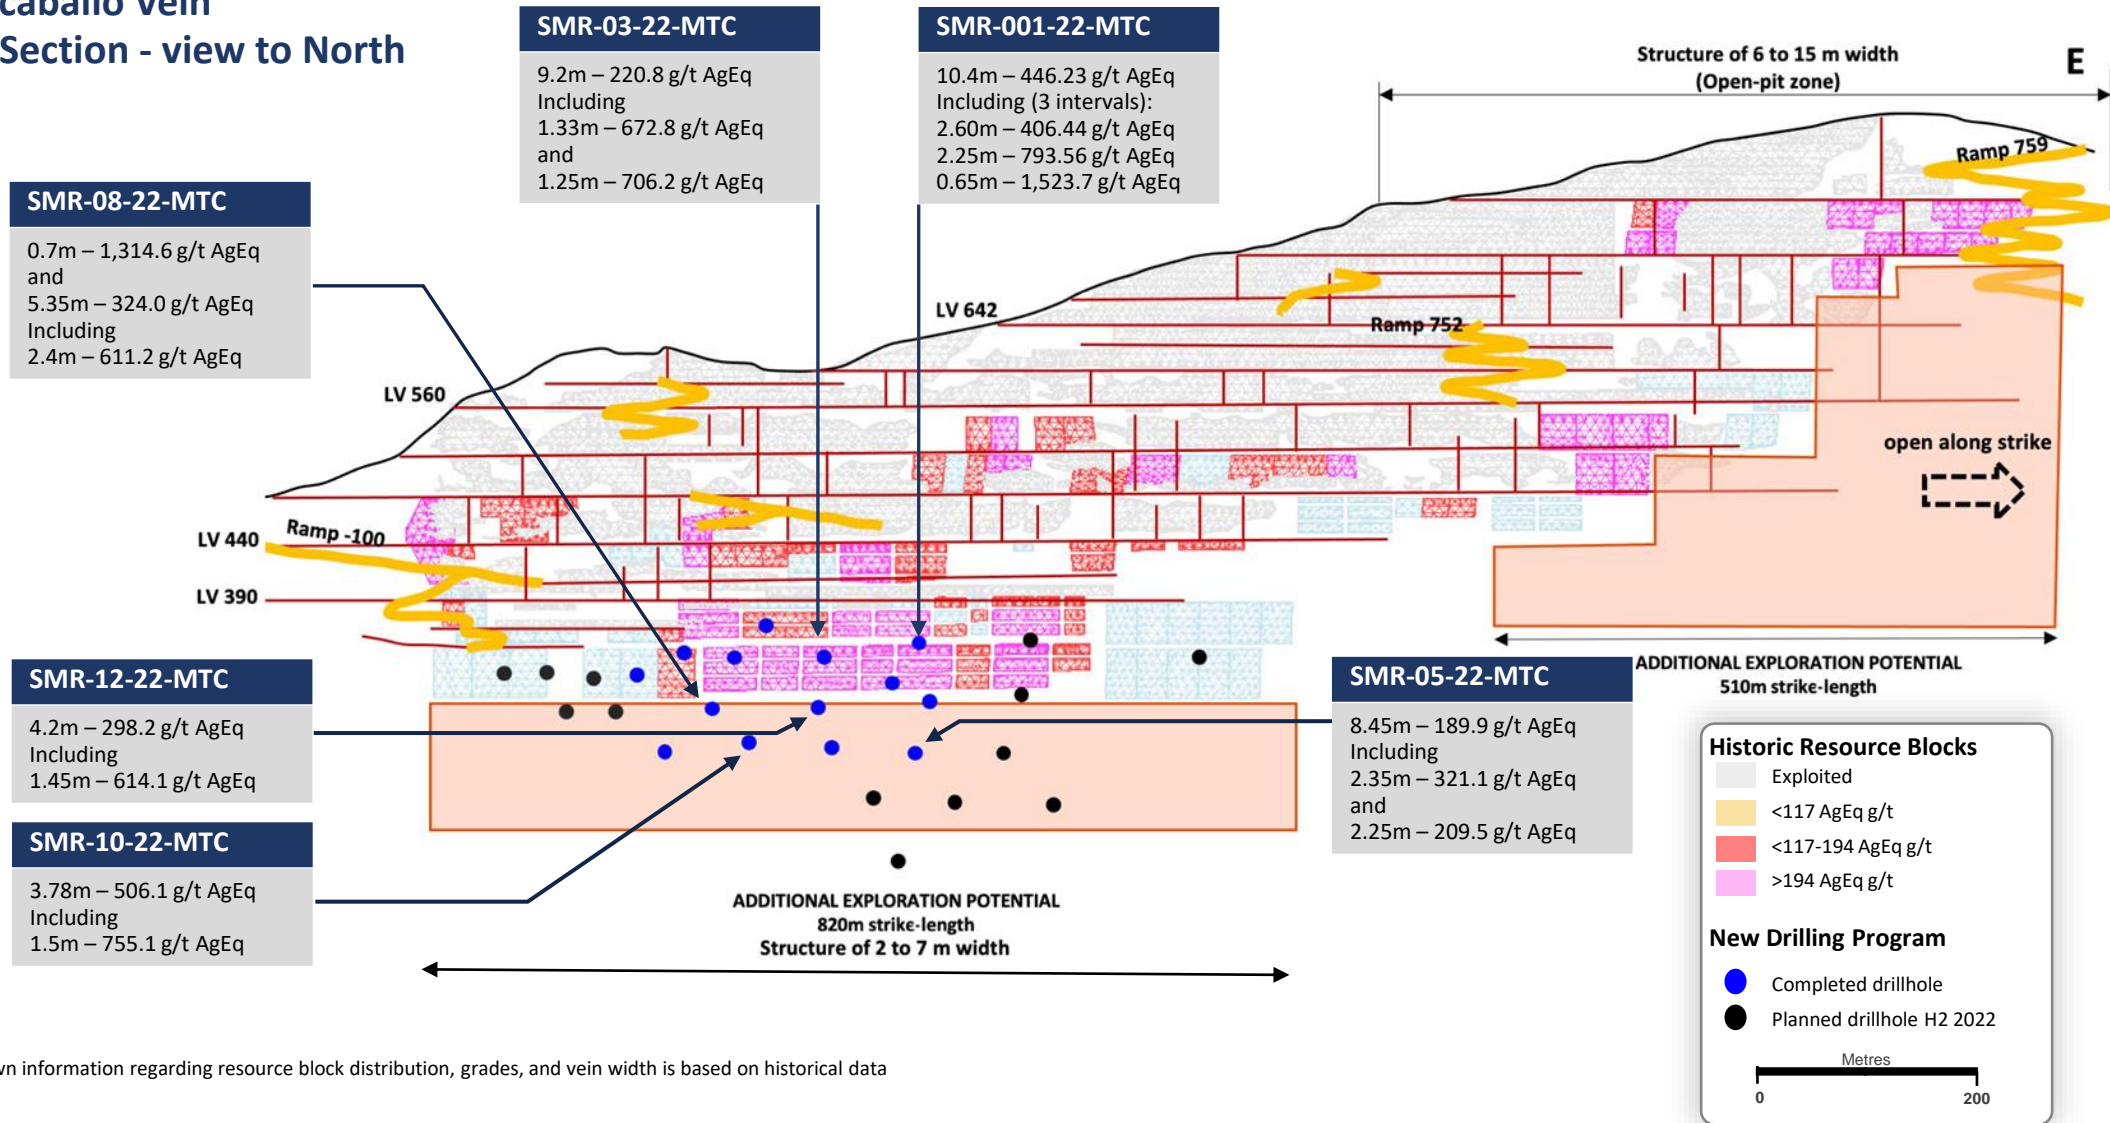 caballo Vein
Section - view to North
SMR-03-22-MTC
9.2m – 220.8 g/t AgEq
Including
1.33m – 672.8 g/t AgEq
and
1.25m – 706.2 g/t AgEq
SMR-001-22-MTC
10.4m – 446.23 g/t AgEq
Including (3 intervals):
2.60m – 406.44 g/t AgEq
2.25m – 793.56 g/t AgEq
0.65m – 1,523.7 g/t AgEq
Structure of 6 to 15 m width
(Open-pit zone)
E
Ramp 759
SMR-08-22-MTC
0.7m – 1,314.6 g/t AgEq
and
5.35m – 324.0 g/t AgEq
Including
2.4m – 611.2 g/t AgEq
LV 642
Ramp 752
LV 560
open along strike
LV 440
Ramp -100
LV 390
SMR-12-22-MTC
4.2m – 298.2 g/t AgEq
Including
1.45m – 614.1 g/t AgEq
SMR-10-22-MTC
3.78m – 506.1 g/t AgEq
Including
1.5m – 755.1 g/t AgEq
SMR-05-22-MTC
8.45m – 189.9 g/t AgEq
Including
2.35m – 321.1 g/t AgEq
and
2.25m – 209.5 g/t AgEq
ADDITIONAL EXPLORATION POTENTIAL
510m strike-length
ADDITIONAL EXPLORATION POTENTIAL
820m strike-length
Structure of 2 to 7 m width
Historic Resource Blocks
Exploited
<117 AgEq g/t
<117-194 AgEq g/t
>194 AgEq g/t
New Drilling Program
Completed drillhole
Planned drillhole H2 2022
Metres
0 200
information regarding resource block distribution, grades, and vein width is based on historical data